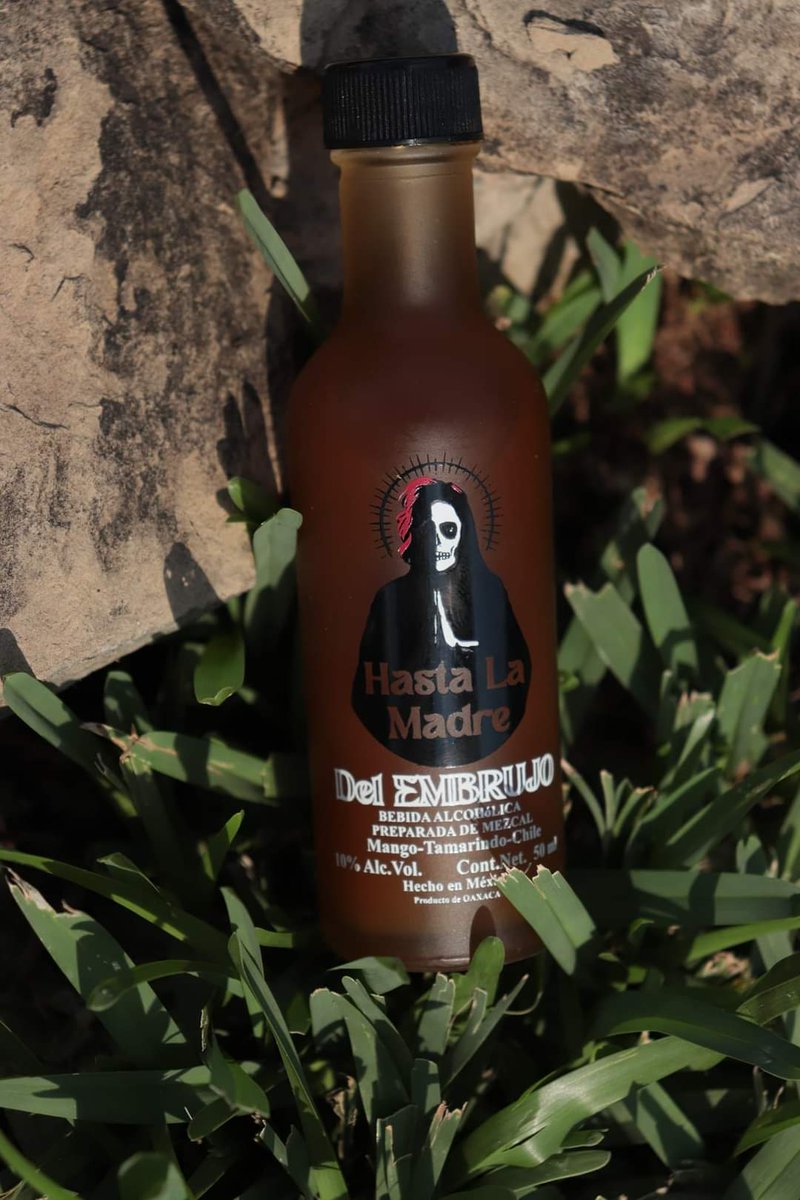 Hasta La
Madre
Del EMBRUJO
BEBIDA ALCOHÓLICA
PREPARADA DE MEZCAL
Mango-Tamarindo-Chile
10% Alc.Vol. Cont.Net. 50 ml
Hecho en
Producto de OAXACA